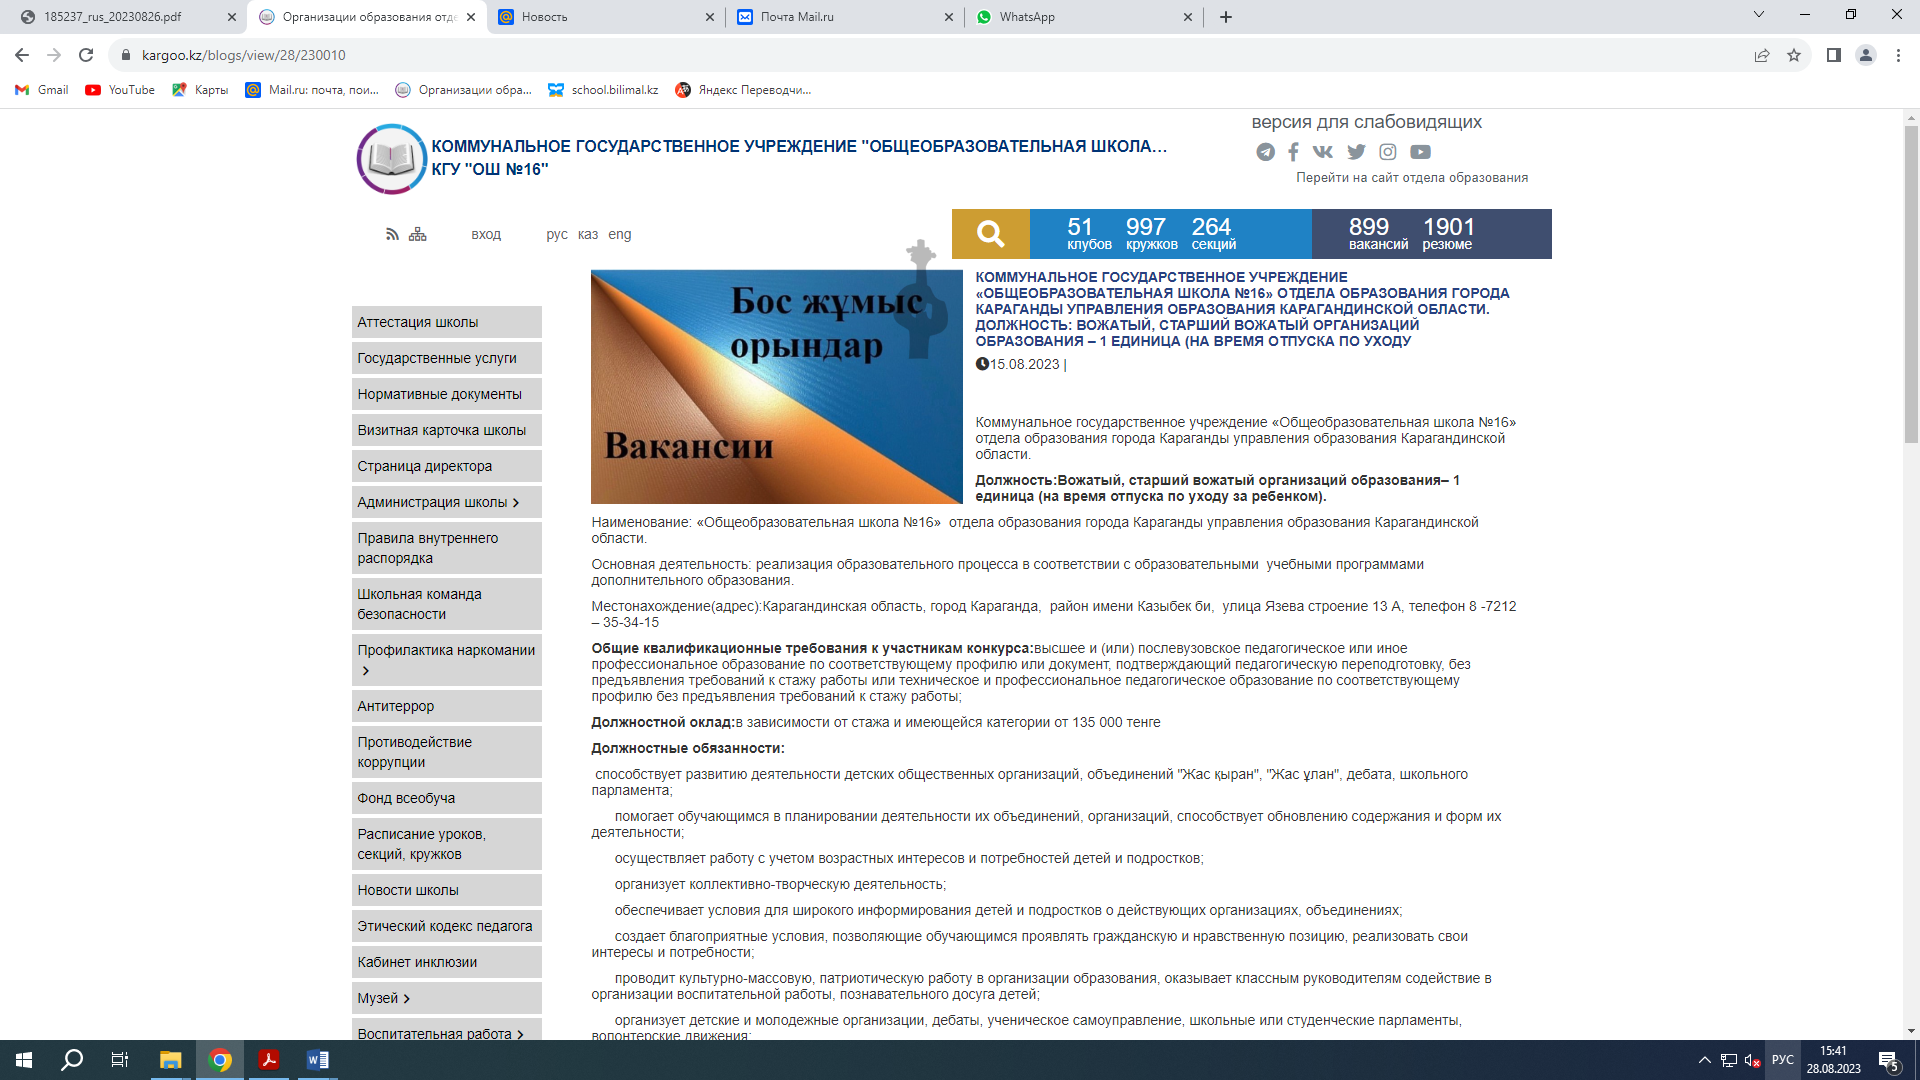 185237_rus_20230826.pdf
Организации образования отде
Новость
Почта Mail.ru
WhatsApp
kargoo.kz/blogs/view/28/230010
Gmail
YouTube
Карты
Mail.ru: почта, пои...
Организации обра...
school.bilimal.kz
Яндекс Переводчи...
КОММУНАЛЬНОЕ ГОСУДАРСТВЕННОЕ УЧРЕЖДЕНИЕ "ОБЩЕОБРАЗОВАТЕЛЬНАЯ ШКОЛА...
КГУ "ОШ №16"
версия для слабовидящих
Перейти на сайт отдела образования
вход
рус каз eng
51 997 264
клубов кружков секций
899 1901
вакансий резюме
Аттестация школы
Государственные услуги
Нормативные документы
Визитная карточка школы
Страница директора
Администрация школы
Правила внутреннего
распорядка
Школьная команда
безопасности
Профилактика наркомании
Антитеррор
Противодействие
коррупции
Фонд всеобуча
Расписание уроков,
секций, кружков
Новости школы
Этический кодекс педагога
Кабинет инклюзии
Музей
Воспитательная работа
Бос жұмыс
орындар
Вакансии
КОММУНАЛЬНОЕ ГОСУДАРСТВЕННОЕ УЧРЕЖДЕНИЕ
«ОБЩЕОБРАЗОВАТЕЛЬНАЯ ШКОЛА №16» ОТДЕЛА ОБРАЗОВАНИЯ ГОРОДА
КАРАГАНДЫ УПРАВЛЕНИЯ ОБРАЗОВАНИЯ КАРАГАНДИНСКОЙ ОБЛАСТИ.
ДОЛЖНОСТЬ: ВОЖАТЫЙ, СТАРШИЙ ВОЖАТЫЙ ОРГАНИЗАЦИЙ
ОБРАЗОВАНИЯ – 1 ЕДИНИЦА (НА ВРЕМЯ ОТПУСКА ПО УХОДУ
15.08.2023 |
Коммунальное государственное учреждение «Общеобразовательная школа №16»
отдела образования города Караганды управления образования Карагандинской
области.
Должность:Вожатый, старший вожатый организаций образования– 1
единица (на время отпуска по уходу за ребенком).
Наименование: «Общеобразовательная школа №16» отдела образования города Караганды управления образования Карагандинской
области.
Основная деятельность: реализация образовательного процесса в соответствии с образовательными учебными программами
дополнительного образования.
Местонахождение(адрес):Карагандинская область, город Караганда, район имени Казыбек би, улица Язева строение 13 А, телефон 8 -7212
– 35-34-15
Общие квалификационные требования к участникам конкурса:высшее и (или) послевузовское педагогическое или иное
профессиональное образование по соответствующему профилю или документ, подтверждающий педагогическую переподготовку, без
предъявления требований к стажу работы или техническое и профессиональное педагогическое образование по соответствующему
профилю без предъявления требований к стажу работы;
Должностной оклад:в зависимости от стажа и имеющейся категории от 135 000 тенге
Должностные обязанности:
способствует развитию деятельности детских общественных организаций, объединений "Жас қыран", "Жас ұлан", дебата, школьного
парламента;
помогает обучающимся в планировании деятельности их объединений, организаций, способствует обновлению содержания и форм их
деятельности;
осуществляет работу с учетом возрастных интересов и потребностей детей и подростков;
организует коллективно-творческую деятельность;
обеспечивает условия для широкого информирования детей и подростков о действующих организациях, объединениях;
создает благоприятные условия, позволяющие обучающимся проявлять гражданскую и нравственную позицию, реализовать свои
интересы и потребности;
проводит культурно-массовую, патриотическую работу в организации образования, оказывает классным руководителям содействие в
организации воспитательной работы, познавательного досуга детей;
организует детские и молодежные организации, дебаты, ученическое самоуправление, школьные или студенческие парламенты,
волонтерские движения;
РУС
15:41
28.08.2023
5